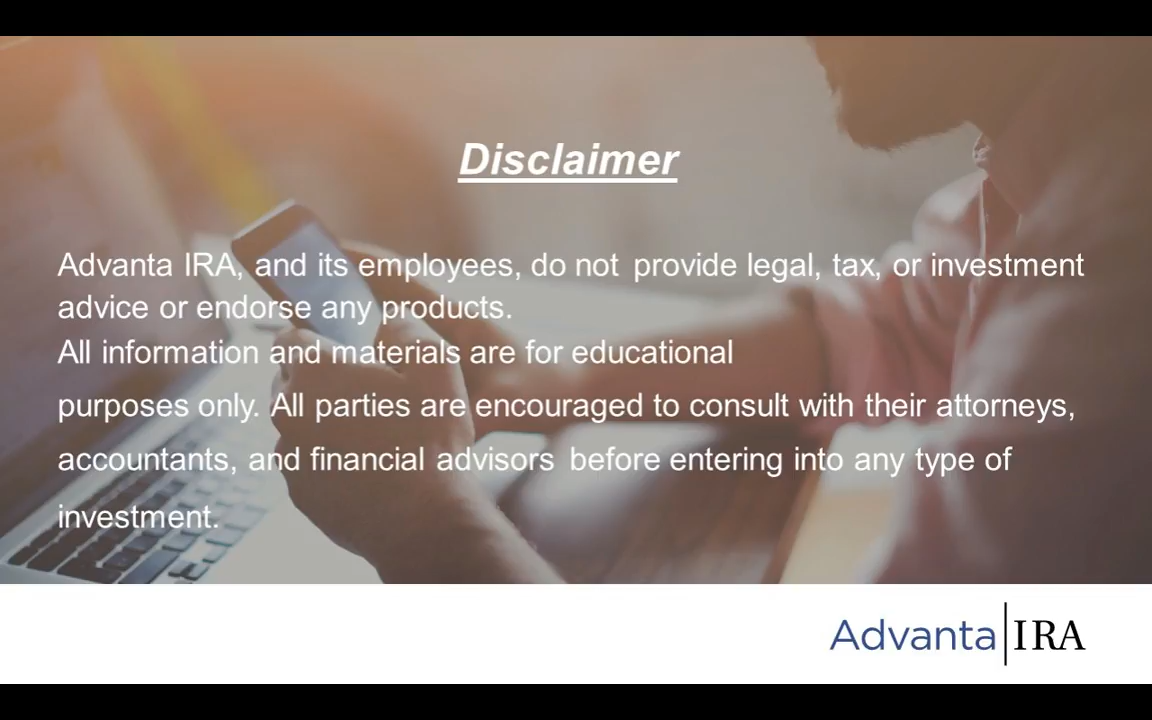 Disclaimer
Advanta IRA, and its employees, do not provide legal, tax, or investment
advice or endorse any products.
All information and materials are for educational
purposes only. All parties are encouraged to consult with their attorneys,
accountants, and financial advisors before entering into any type of
investment.
Advanta IRA